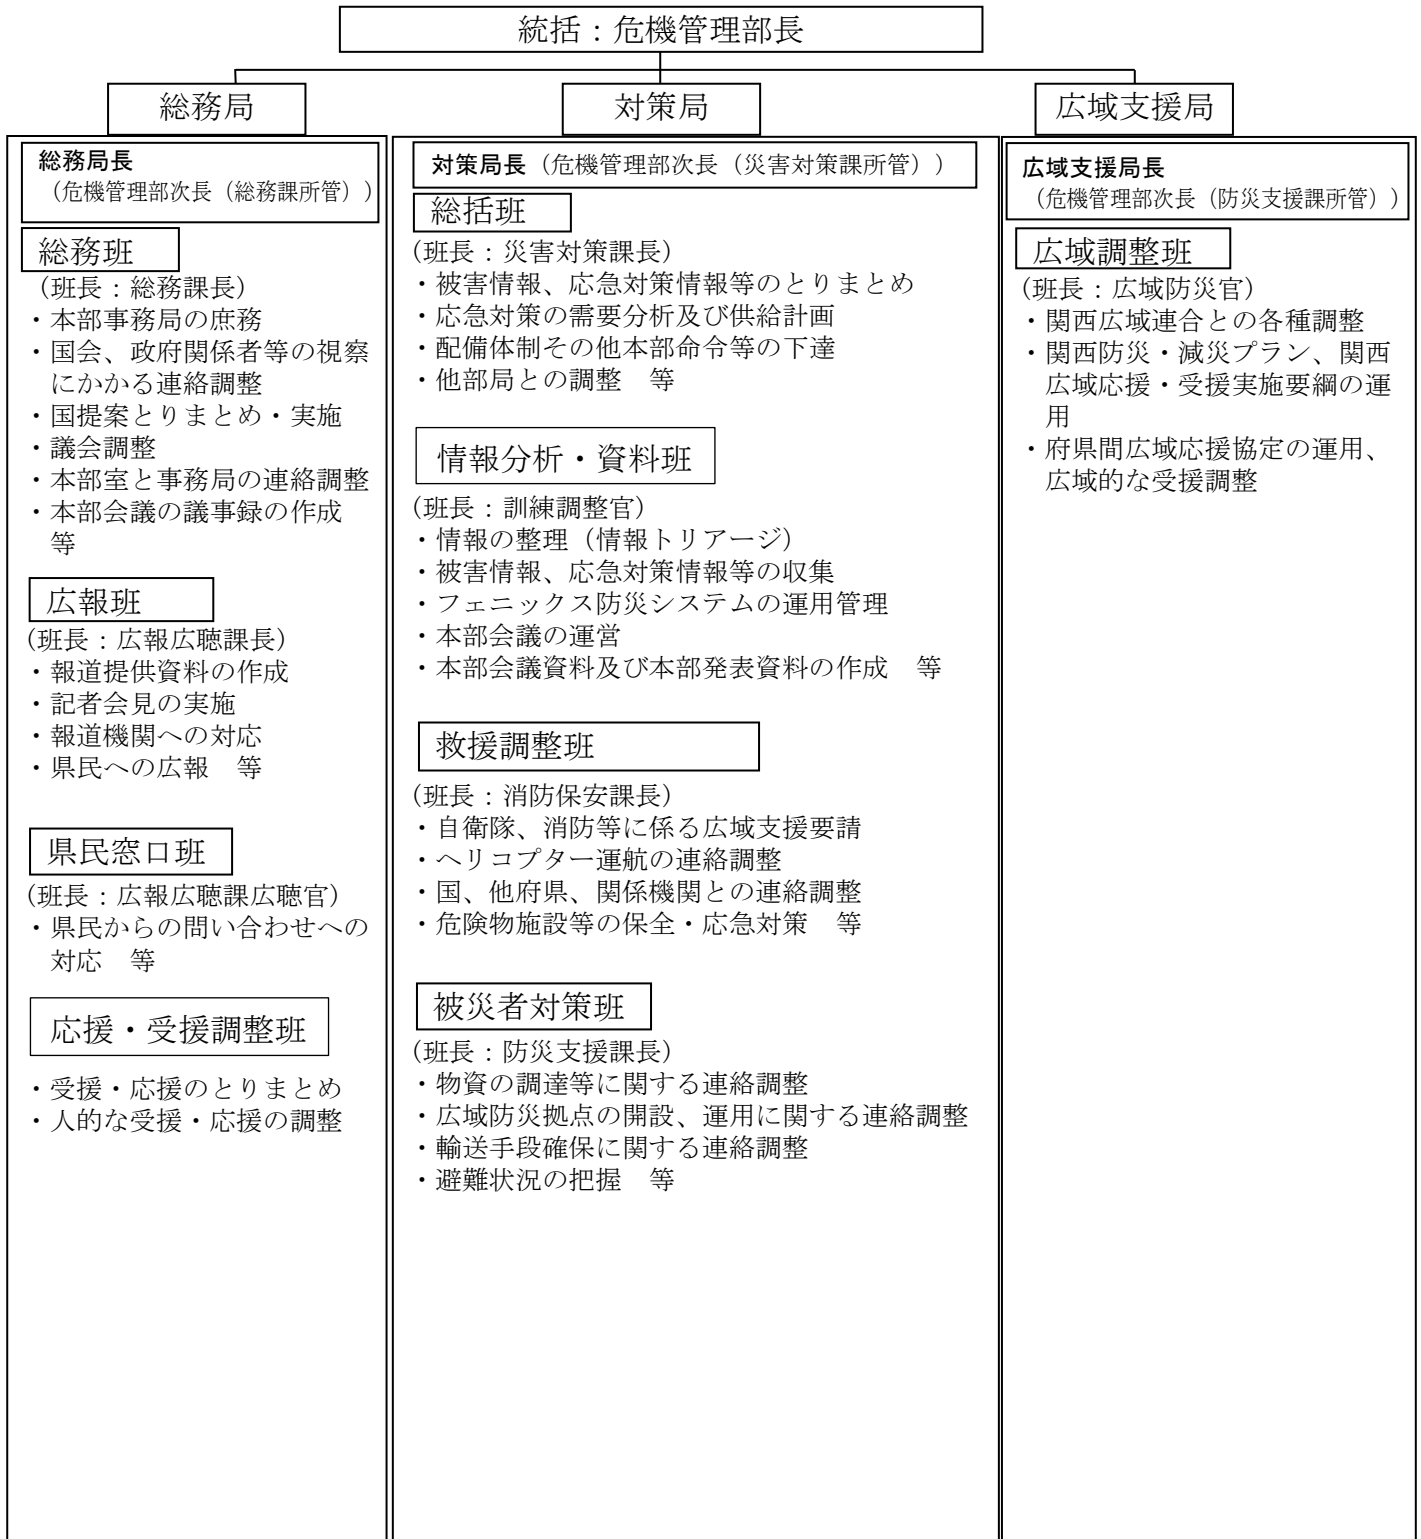 統括：危機管理部長
総務局
対策局
広域支援局
総務局長
（危機管理部次長（総務課所管））
総務班
（班長：総務課長）
・本部事務局の庶務
・国会、政府関係者等の視察
にかかる連絡調整
・国提案とりまとめ・実施
・議会調整
・本部室と事務局の連絡調整
・本部会議の議事録の作成
等
広報班
（班長：広報広聴課長）
・報道提供資料の作成
・記者会見の実施
・報道機関への対応
・県民への広報　等
県民窓口班
（班長：広報広聴課広聴官）
・県民からの問い合わせへの
対応　等
応援・受援調整班
・受援・応援のとりまとめ
・人的な受援・応援の調整
対策局長（危機管理部次長（災害対策課所管））
総括班
（班長：災害対策課長）
・被害情報、応急対策情報等のとりまとめ
・応急対策の需要分析及び供給計画
・配備体制その他本部命令等の下達
・他部局との調整　等
情報分析・資料班
（班長：訓練調整官）
・情報の整理（情報トリアージ）
・被害情報、応急対策情報等の収集
・フェニックス防災システムの運用管理
・本部会議の運営
・本部会議資料及び本部発表資料の作成　等
救援調整班
（班長：消防保安課長）
・自衛隊、消防等に係る広域支援要請
・ヘリコプター運航の連絡調整
・国、他府県、関係機関との連絡調整
・危険物施設等の保全・応急対策　等
被災者対策班
（班長：防災支援課長）
・物資の調達等に関する連絡調整
・広域防災拠点の開設、運用に関する連絡調整
・輸送手段確保に関する連絡調整
・避難状況の把握　等
広域支援局長
（危機管理部次長（防災支援課所管））
広域調整班
（班長：広域防災官）
・関西広域連合との各種調整
・関西防災・減災プラン、関西
広域応援・受援実施要綱の運
用
・府県間広域応援協定の運用、
広域的な受援調整